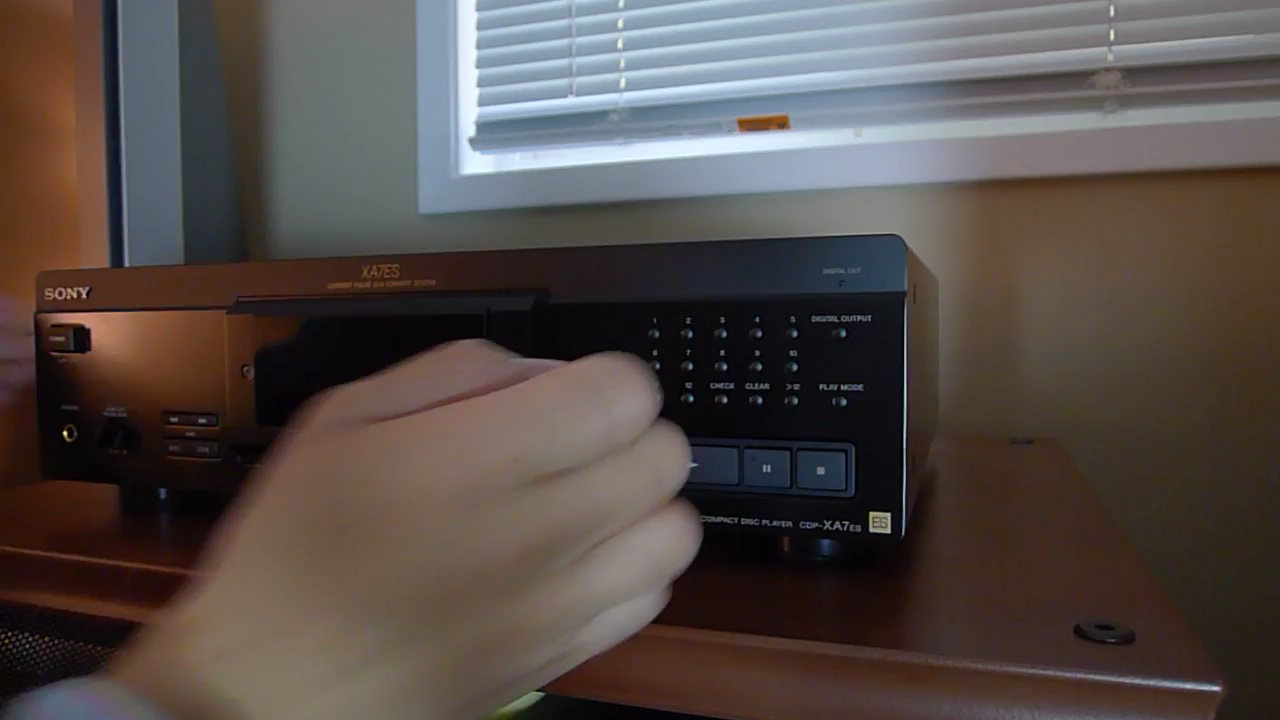 XA7ES
DIGITAL OUT
SONY
1 2 3 4 5 DIGITAL OUTPUT
6 7 8 9 10
12 CHECK CLEAR >12 PLAY MODE
COMPACT DISC PLAYER CDP-XA7ES
ES